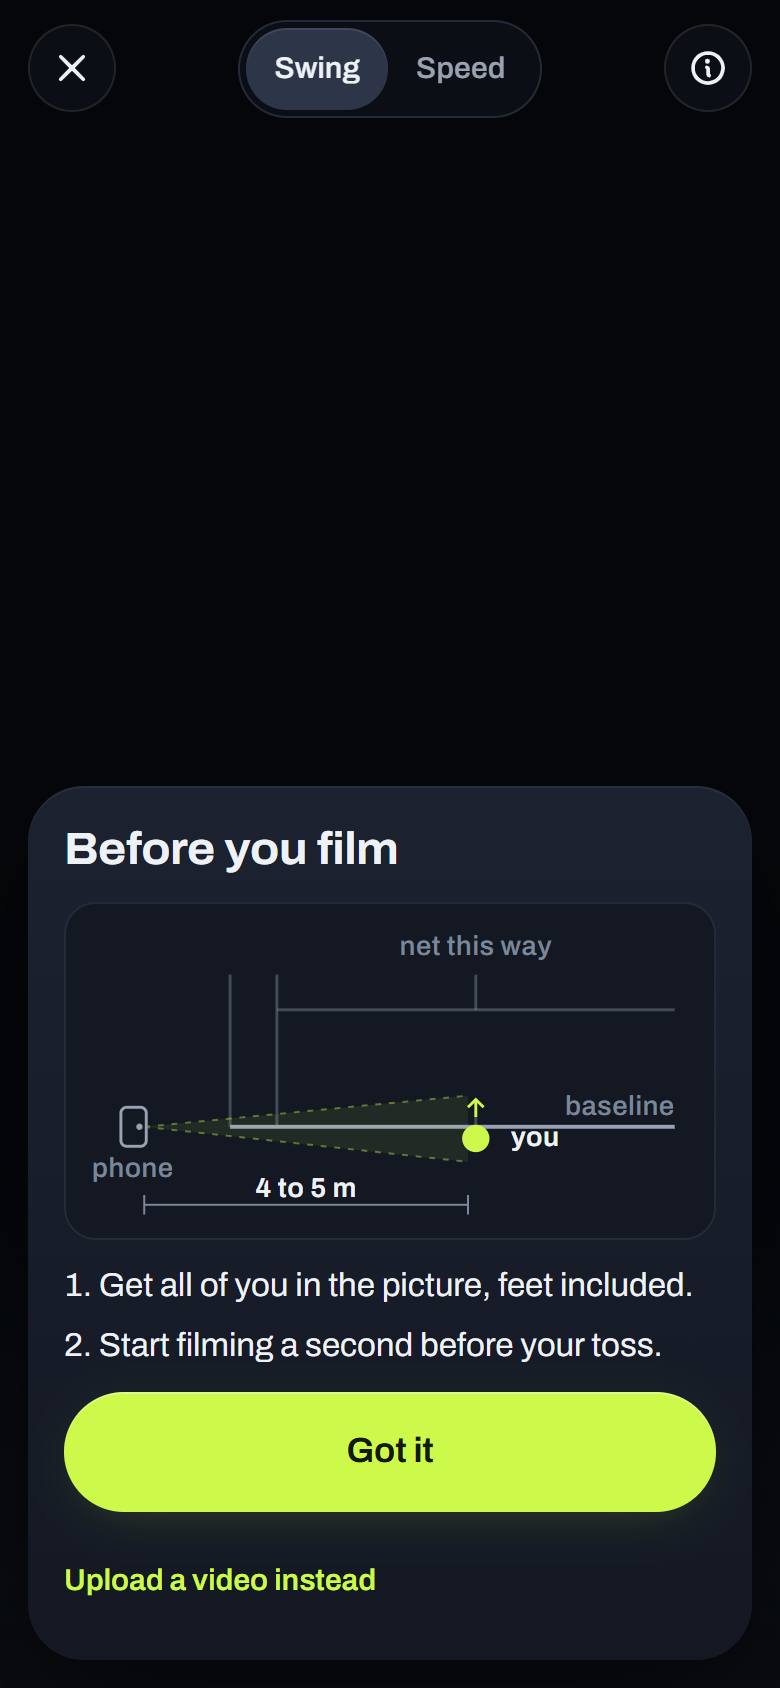 Swing
Speed
Before you film
net this way
baseline
you
phone
4 to 5 m
1. Get all of you in the picture, feet included.
2. Start filming a second before your toss.
Got it
Upload a video instead